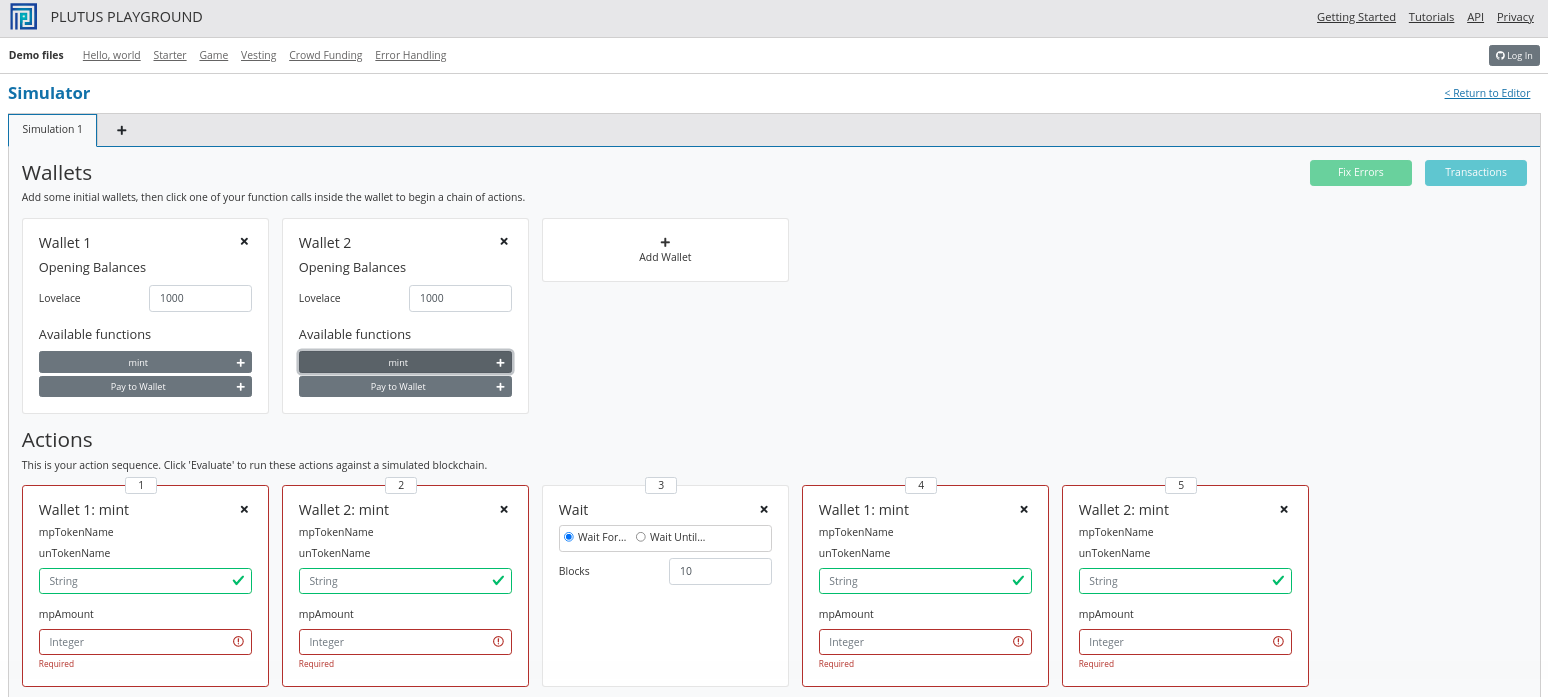 PLUTUS PLAYGROUND
Getting Started Tutorials API Privacy
Demo files Hello, world Starter Game Vesting Crowd Funding Error Handling
Log In
Simulator
< Return to Editor
Simulation 1 +
Wallets
Fix Errors Transactions
Add some initial wallets, then click one of your function calls inside the wallet to begin a chain of actions.
Wallet 1
Opening Balances
Lovelace 1000
Available functions
mint +
Pay to Wallet +
Wallet 2
Opening Balances
Lovelace 1000
Available functions
mint +
Pay to Wallet +
+
Add Wallet
Actions
This is your action sequence. Click 'Evaluate' to run these actions against a simulated blockchain.
1
Wallet 1: mint
mpTokenName
unTokenName
String
mpAmount
Integer
Required
2
Wallet 2: mint
mpTokenName
unTokenName
String
mpAmount
Integer
Required
3
Wait
Wait For... Wait Until...
Blocks 10
4
Wallet 1: mint
mpTokenName
unTokenName
String
mpAmount
Integer
Required
5
Wallet 2: mint
mpTokenName
unTokenName
String
mpAmount
Integer
Required